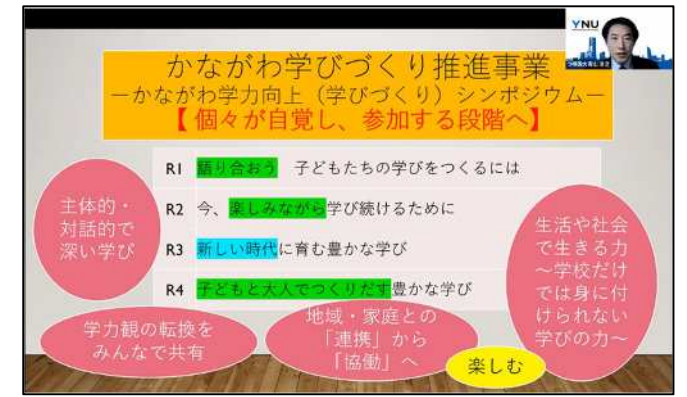 YNU
かながわ学びづくり推進事業
－かながわ学力向上（学びづくり）シンポジウム－
【個々が自覚し、参加する段階へ】
R1 語り合おう 子どもたちの学びをつくるには
R2 今、楽しみながら学び続けるために
R3 新しい時代に育む豊かな学び
R4 子どもと大人でつくりだす豊かな学び
主体的・
対話的で
深い学び
生活や社会
で生きる力
～学校だけ
では身に付
けられない
学びの力～
学力観の転換を
みんなで共有
地域・家庭との
「連携」から
「協働」へ
楽しむ